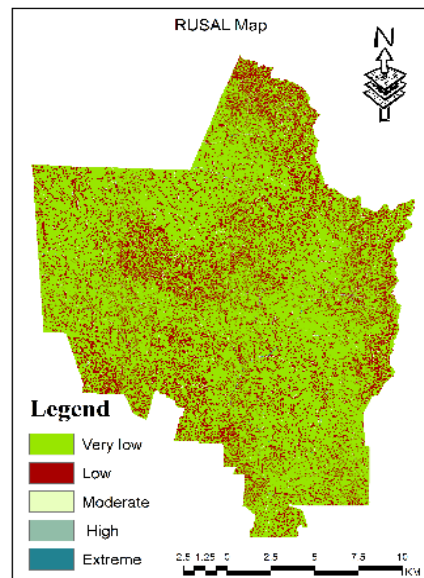 RUSAL Map
N
Legend
Very low
Low
Moderate
High
Extreme
2.5 1.25 0 2.5 5 7.5 10
KM